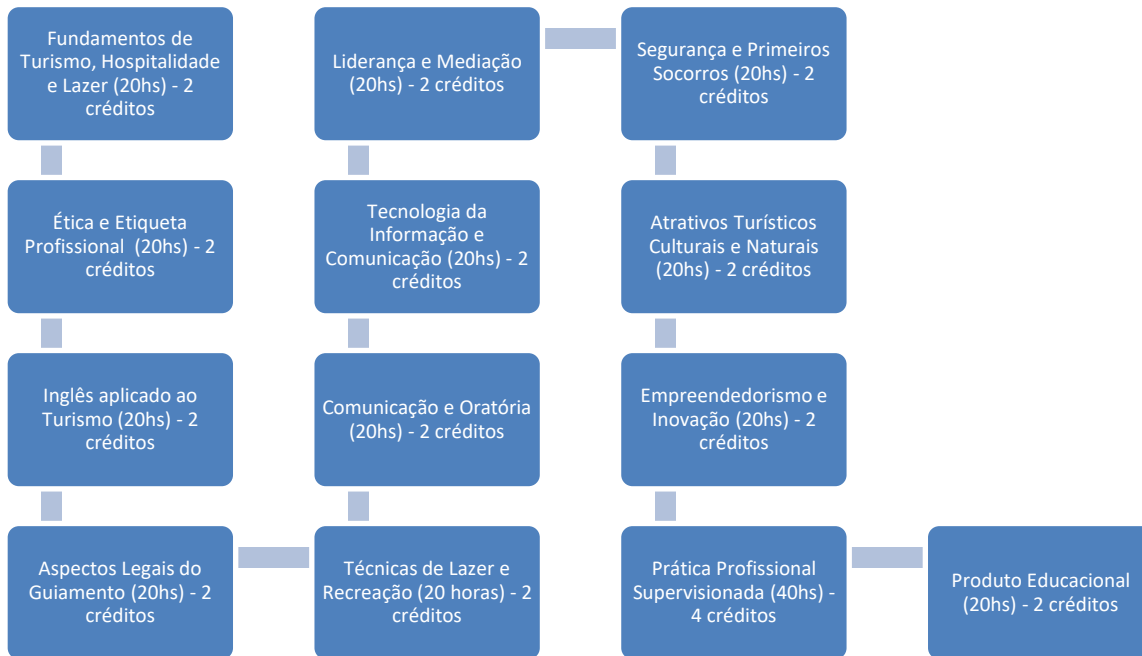 Fundamentos de
Turismo, Hospitalidade
e Lazer (20hs) - 2
créditos
Ética e Etiqueta
Profissional  (20hs) - 2
créditos
Inglês aplicado ao
Turismo (20hs) - 2
créditos
Aspectos Legais do
Guiamento (20hs) - 2
créditos
Técnicas de Lazer e
Recreação (20 horas) - 2
créditos
Comunicação e Oratória
(20hs) - 2 créditos
Tecnologia da
Informação e
Comunicação (20hs) - 2
créditos
Liderança e Mediação
(20hs) - 2 créditos
Segurança e Primeiros
Socorros (20hs) - 2
créditos
Atrativos Turísticos
Culturais e Naturais
(20hs) - 2 créditos
Empreendedorismo e
Inovação (20hs) - 2
créditos
Prática Profissional
Supervisionada (40hs) -
4 créditos
Produto Educacional
(20hs) - 2 créditos